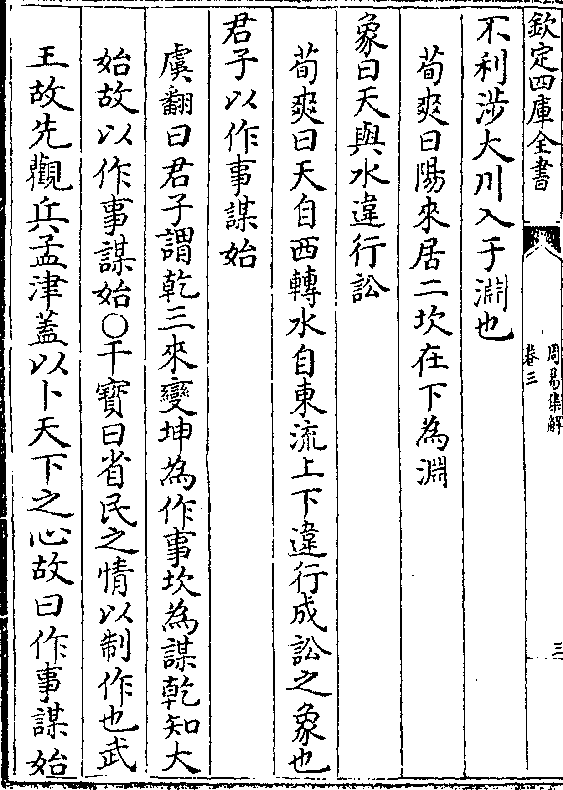 欽定四庫全書
周易集解
卷三
三
不利涉大川入于淵也
荀爽曰陽來居二坎在下為淵
象曰天與水違行訟
荀爽曰天自西轉水自東流上下違行成訟之象也
君子以作事謀始
虞翻曰君子謂乾三來變坤為作事坎為謀乾知大
始故以作事謀始○干寶曰省民之情以制作也武
王故先觀兵孟津蓋以卜天下之心故曰作事謀始